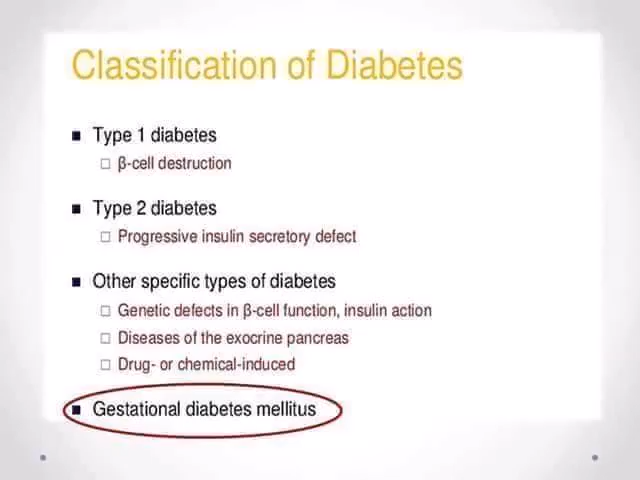 Classification of Diabetes
Type 1 diabetes
β-cell destruction
Type 2 diabetes
Progressive insulin secretory defect
Other specific types of diabetes
Genetic defects in β-cell function, insulin action
Diseases of the exocrine pancreas
Drug- or chemical-induced
Gestational diabetes mellitus